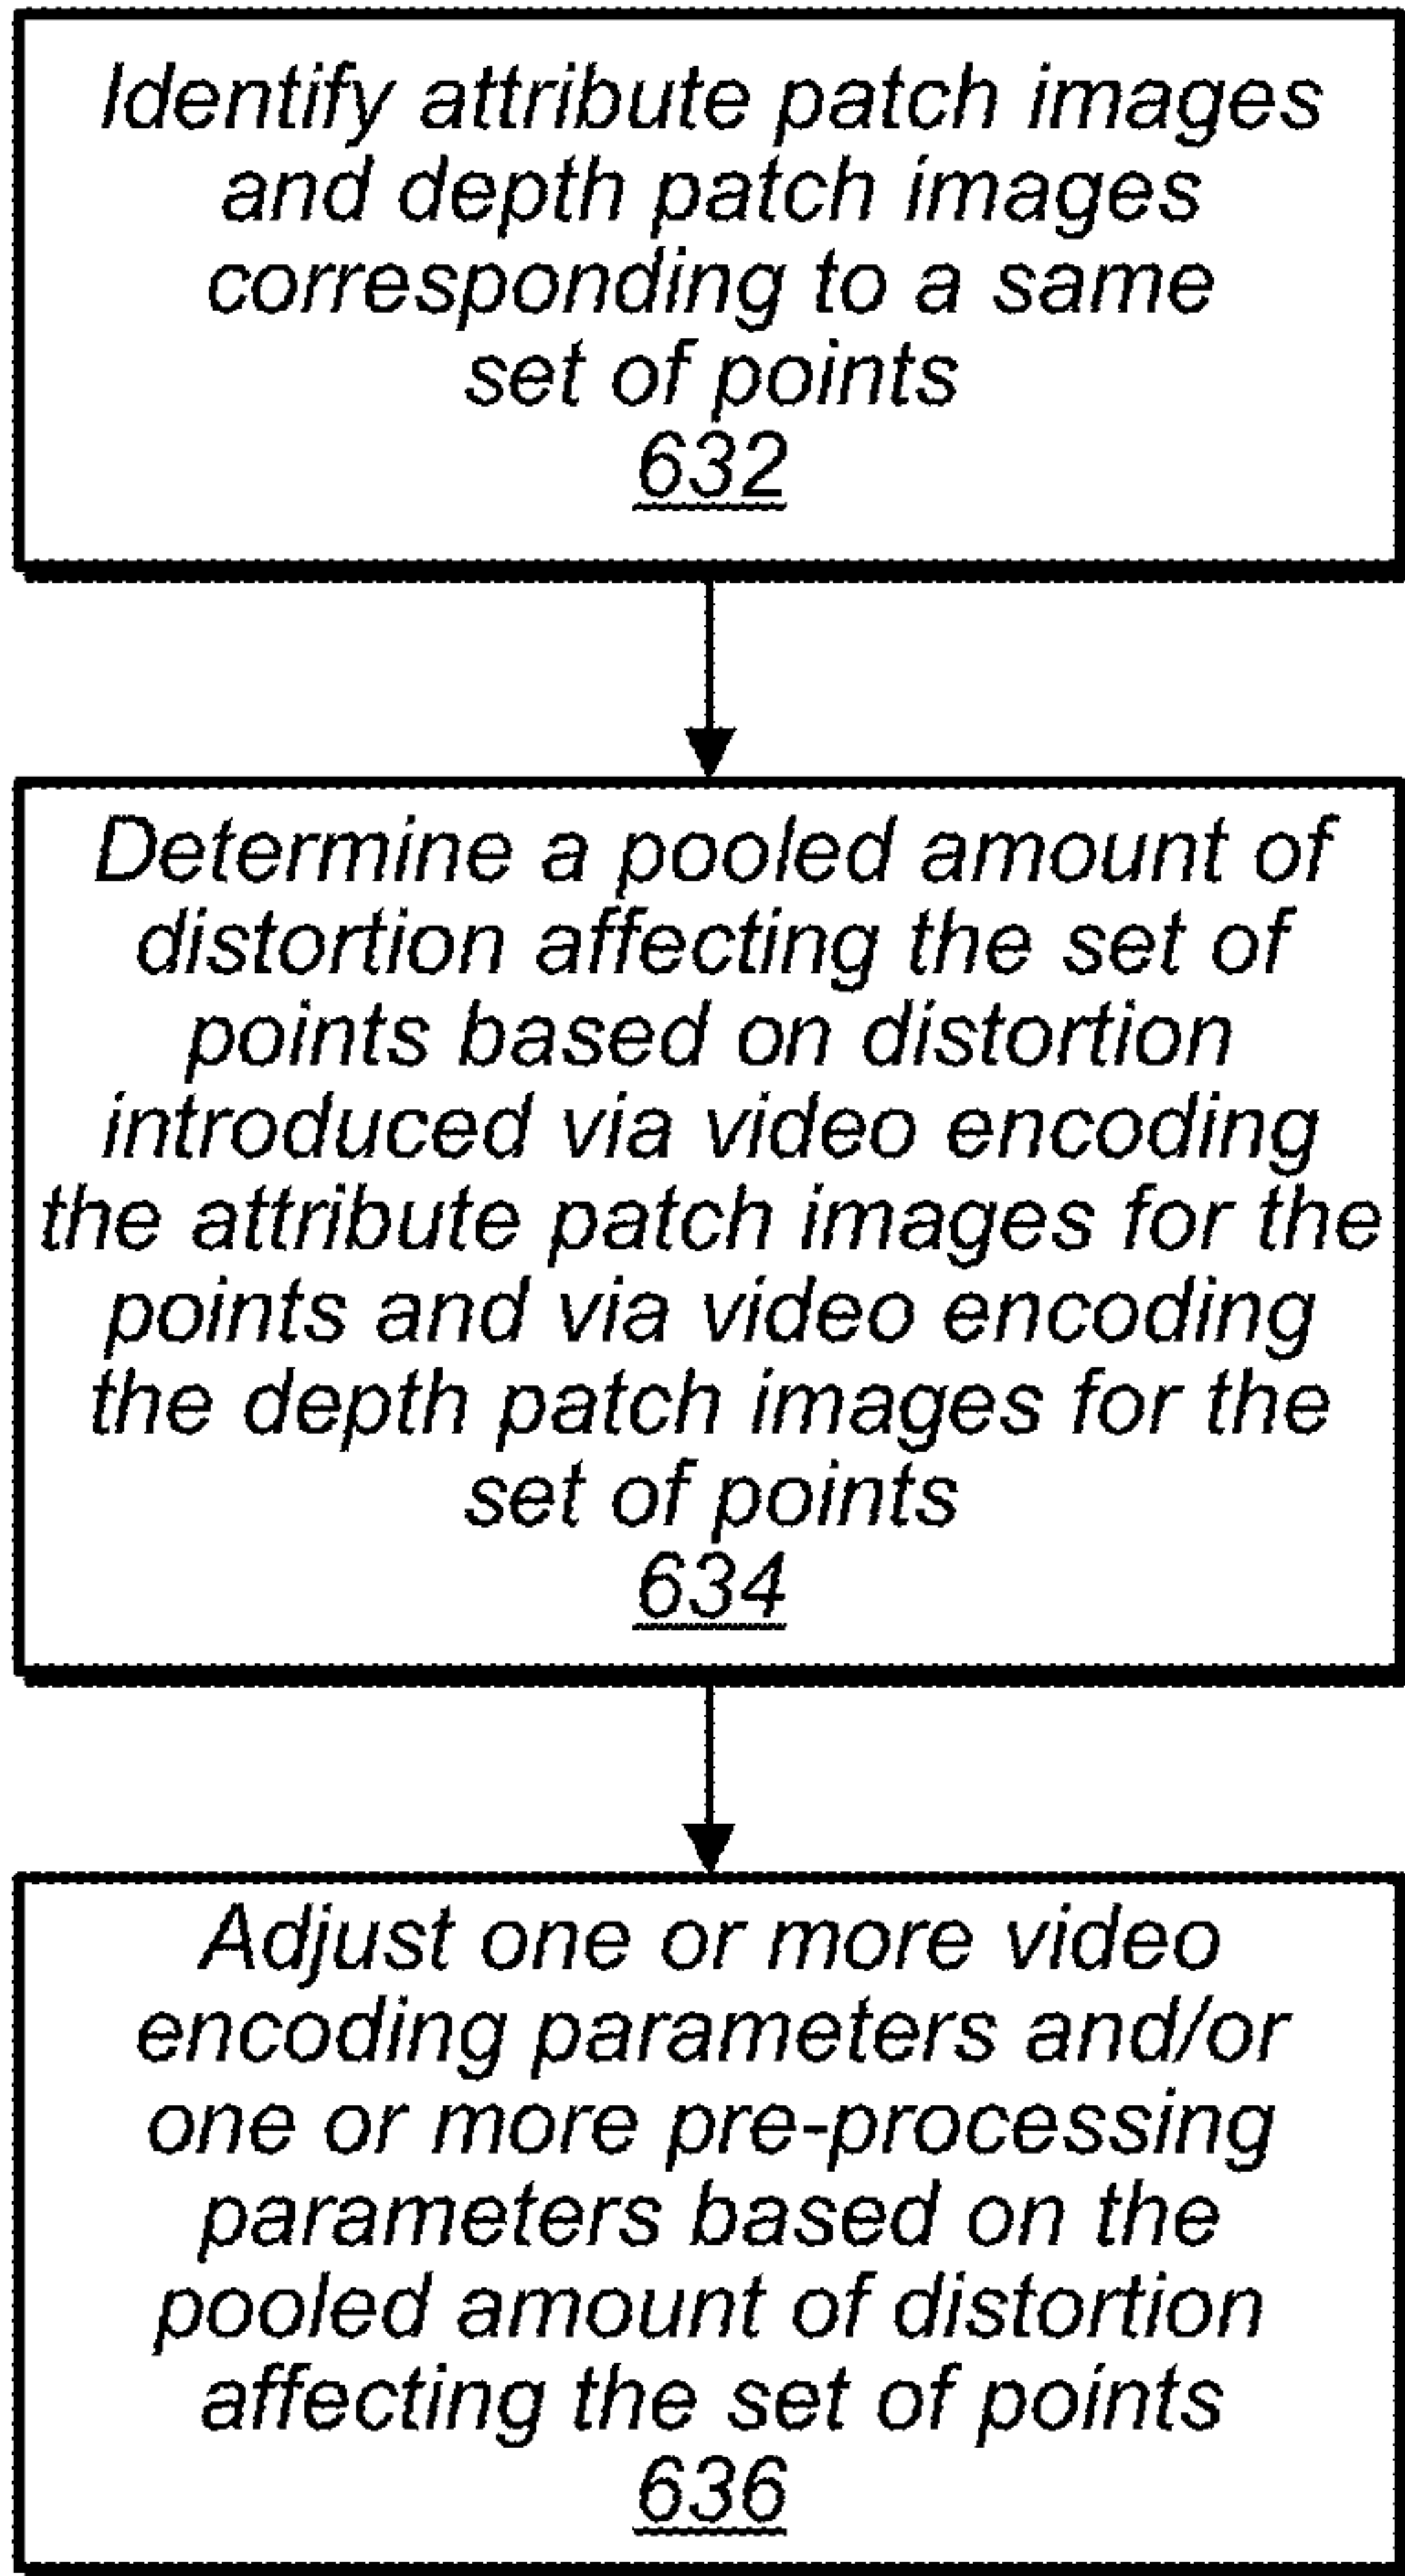 Identify attribute patch images
and depth patch images
corresponding to a same
set of points
632
Determine a pooled amount of
distortion affecting the set of
points based on distortion
introduced via video encoding
the attribute patch images for the
points and via video encoding
the depth patch images for the
set of points
634
Adjust one or more video
encoding parameters and/or
one or more pre-processing
parameters based on the
pooled amount of distortion
affecting the set of points
636